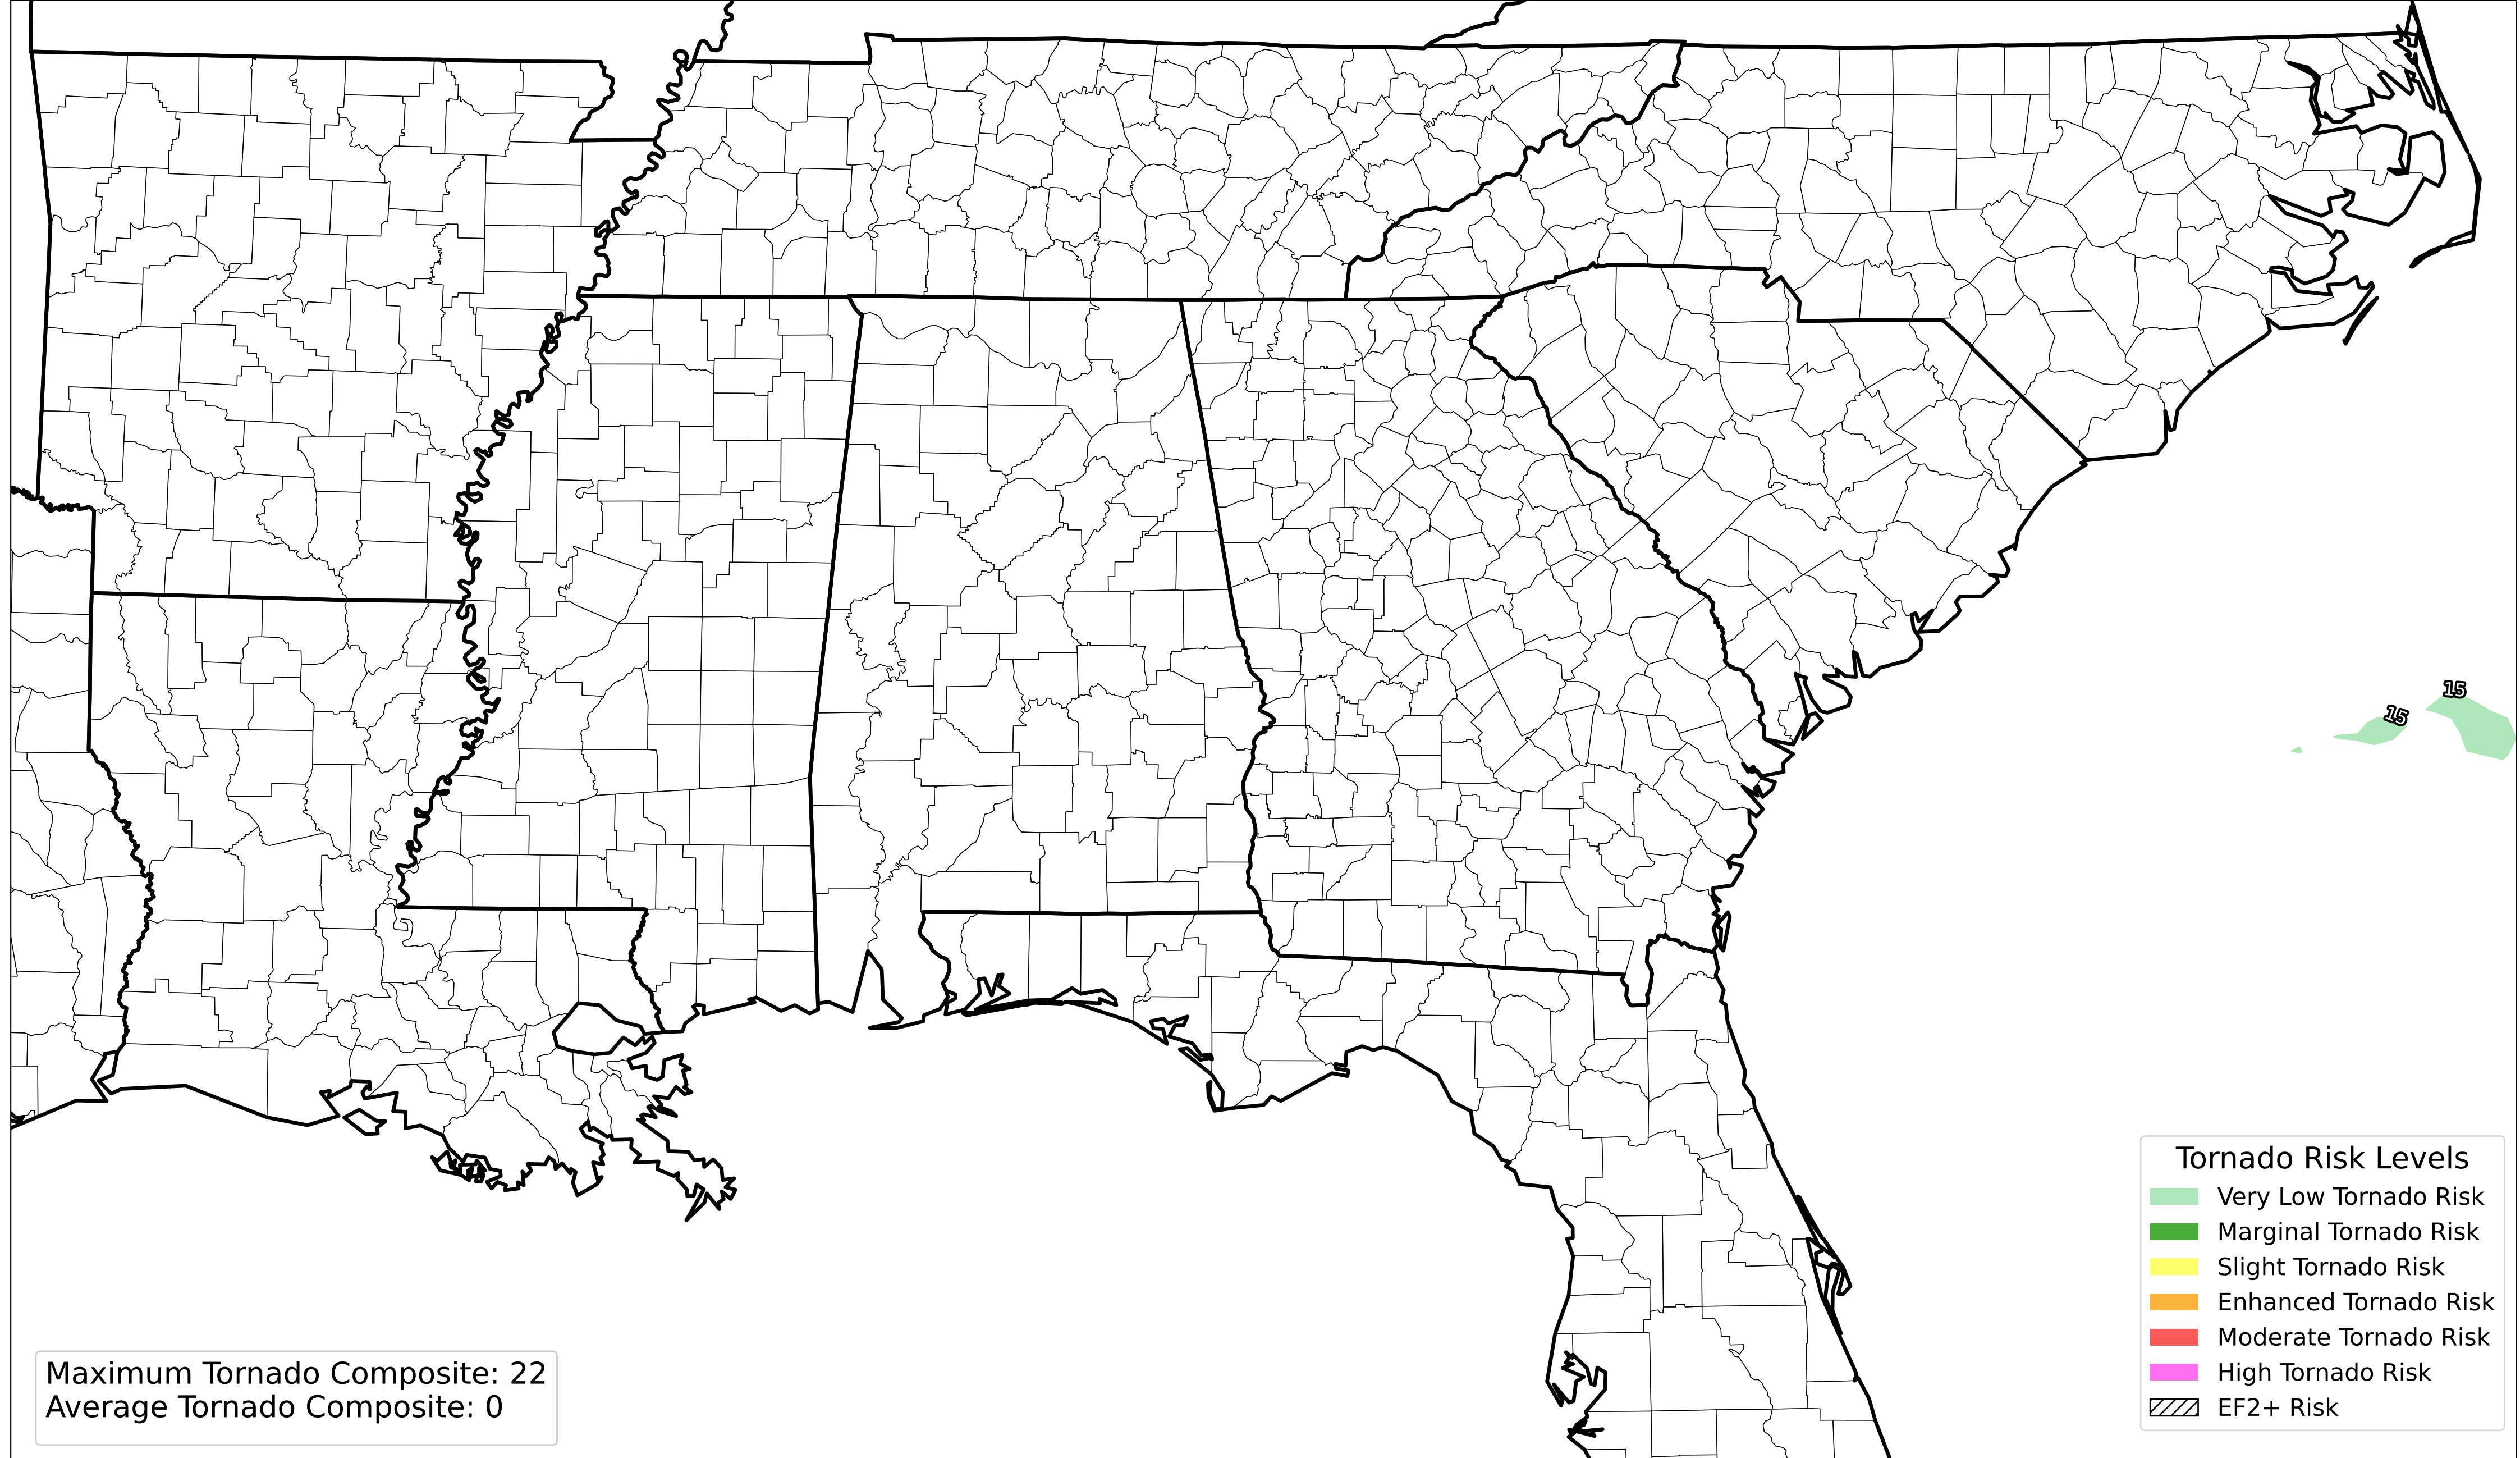 15
15
Tornado Risk Levels
Very Low Tornado Risk
Marginal Tornado Risk
Slight Tornado Risk
Enhanced Tornado Risk
Moderate Tornado Risk
High Tornado Risk
EF2+ Risk
Maximum Tornado Composite: 22
Average Tornado Composite: 0